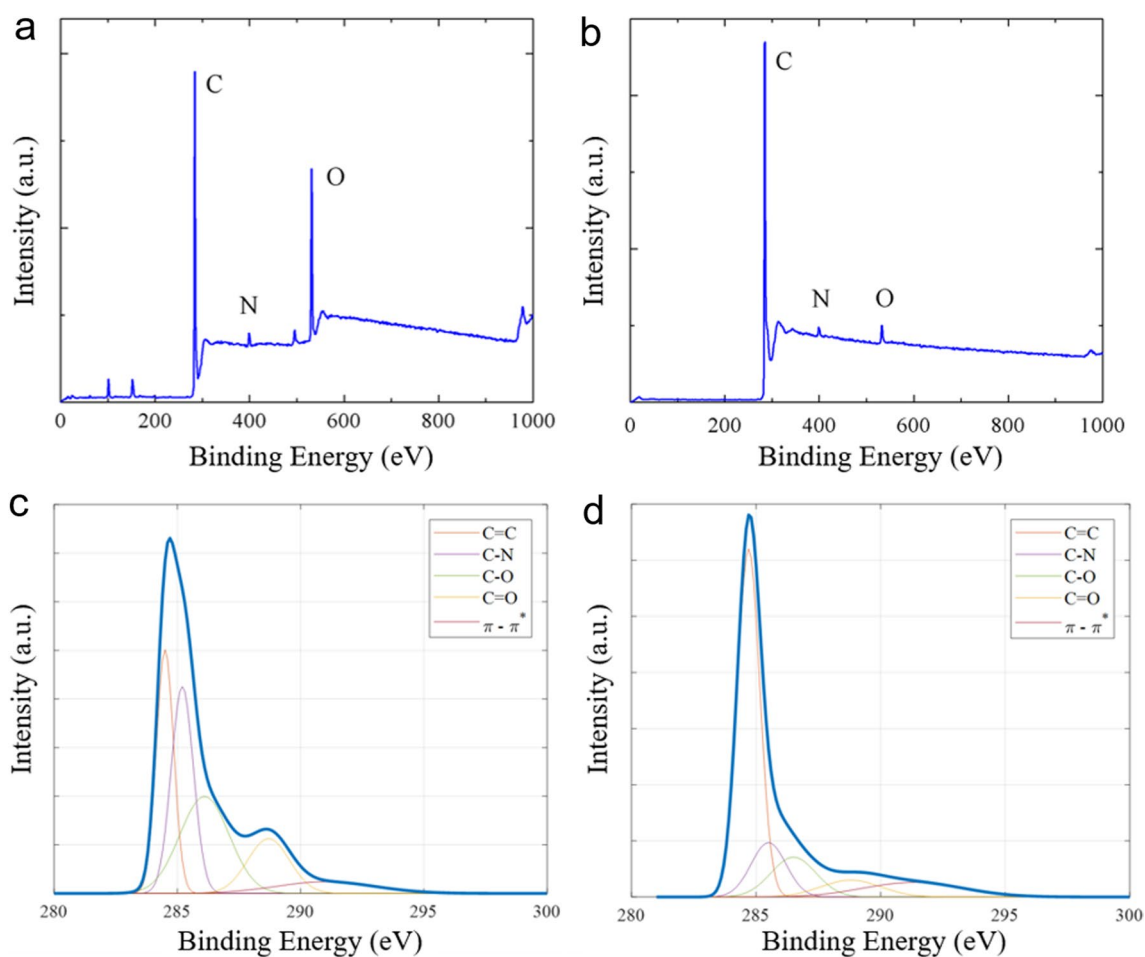 a
C
N
O
Intensity (a.u.)
0 200 400 600 800 1000
Binding Energy (eV)
b
C
N
O
Intensity (a.u.)
0 200 400 600 800 1000
Binding Energy (eV)
c
C=C
C-N
C-O
C=O
π - π*
Intensity (a.u.)
280 285 290 295 300
Binding Energy (eV)
d
C=C
C-N
C-O
C=O
π - π*
Intensity (a.u.)
280 285 290 295 300
Binding Energy (eV)